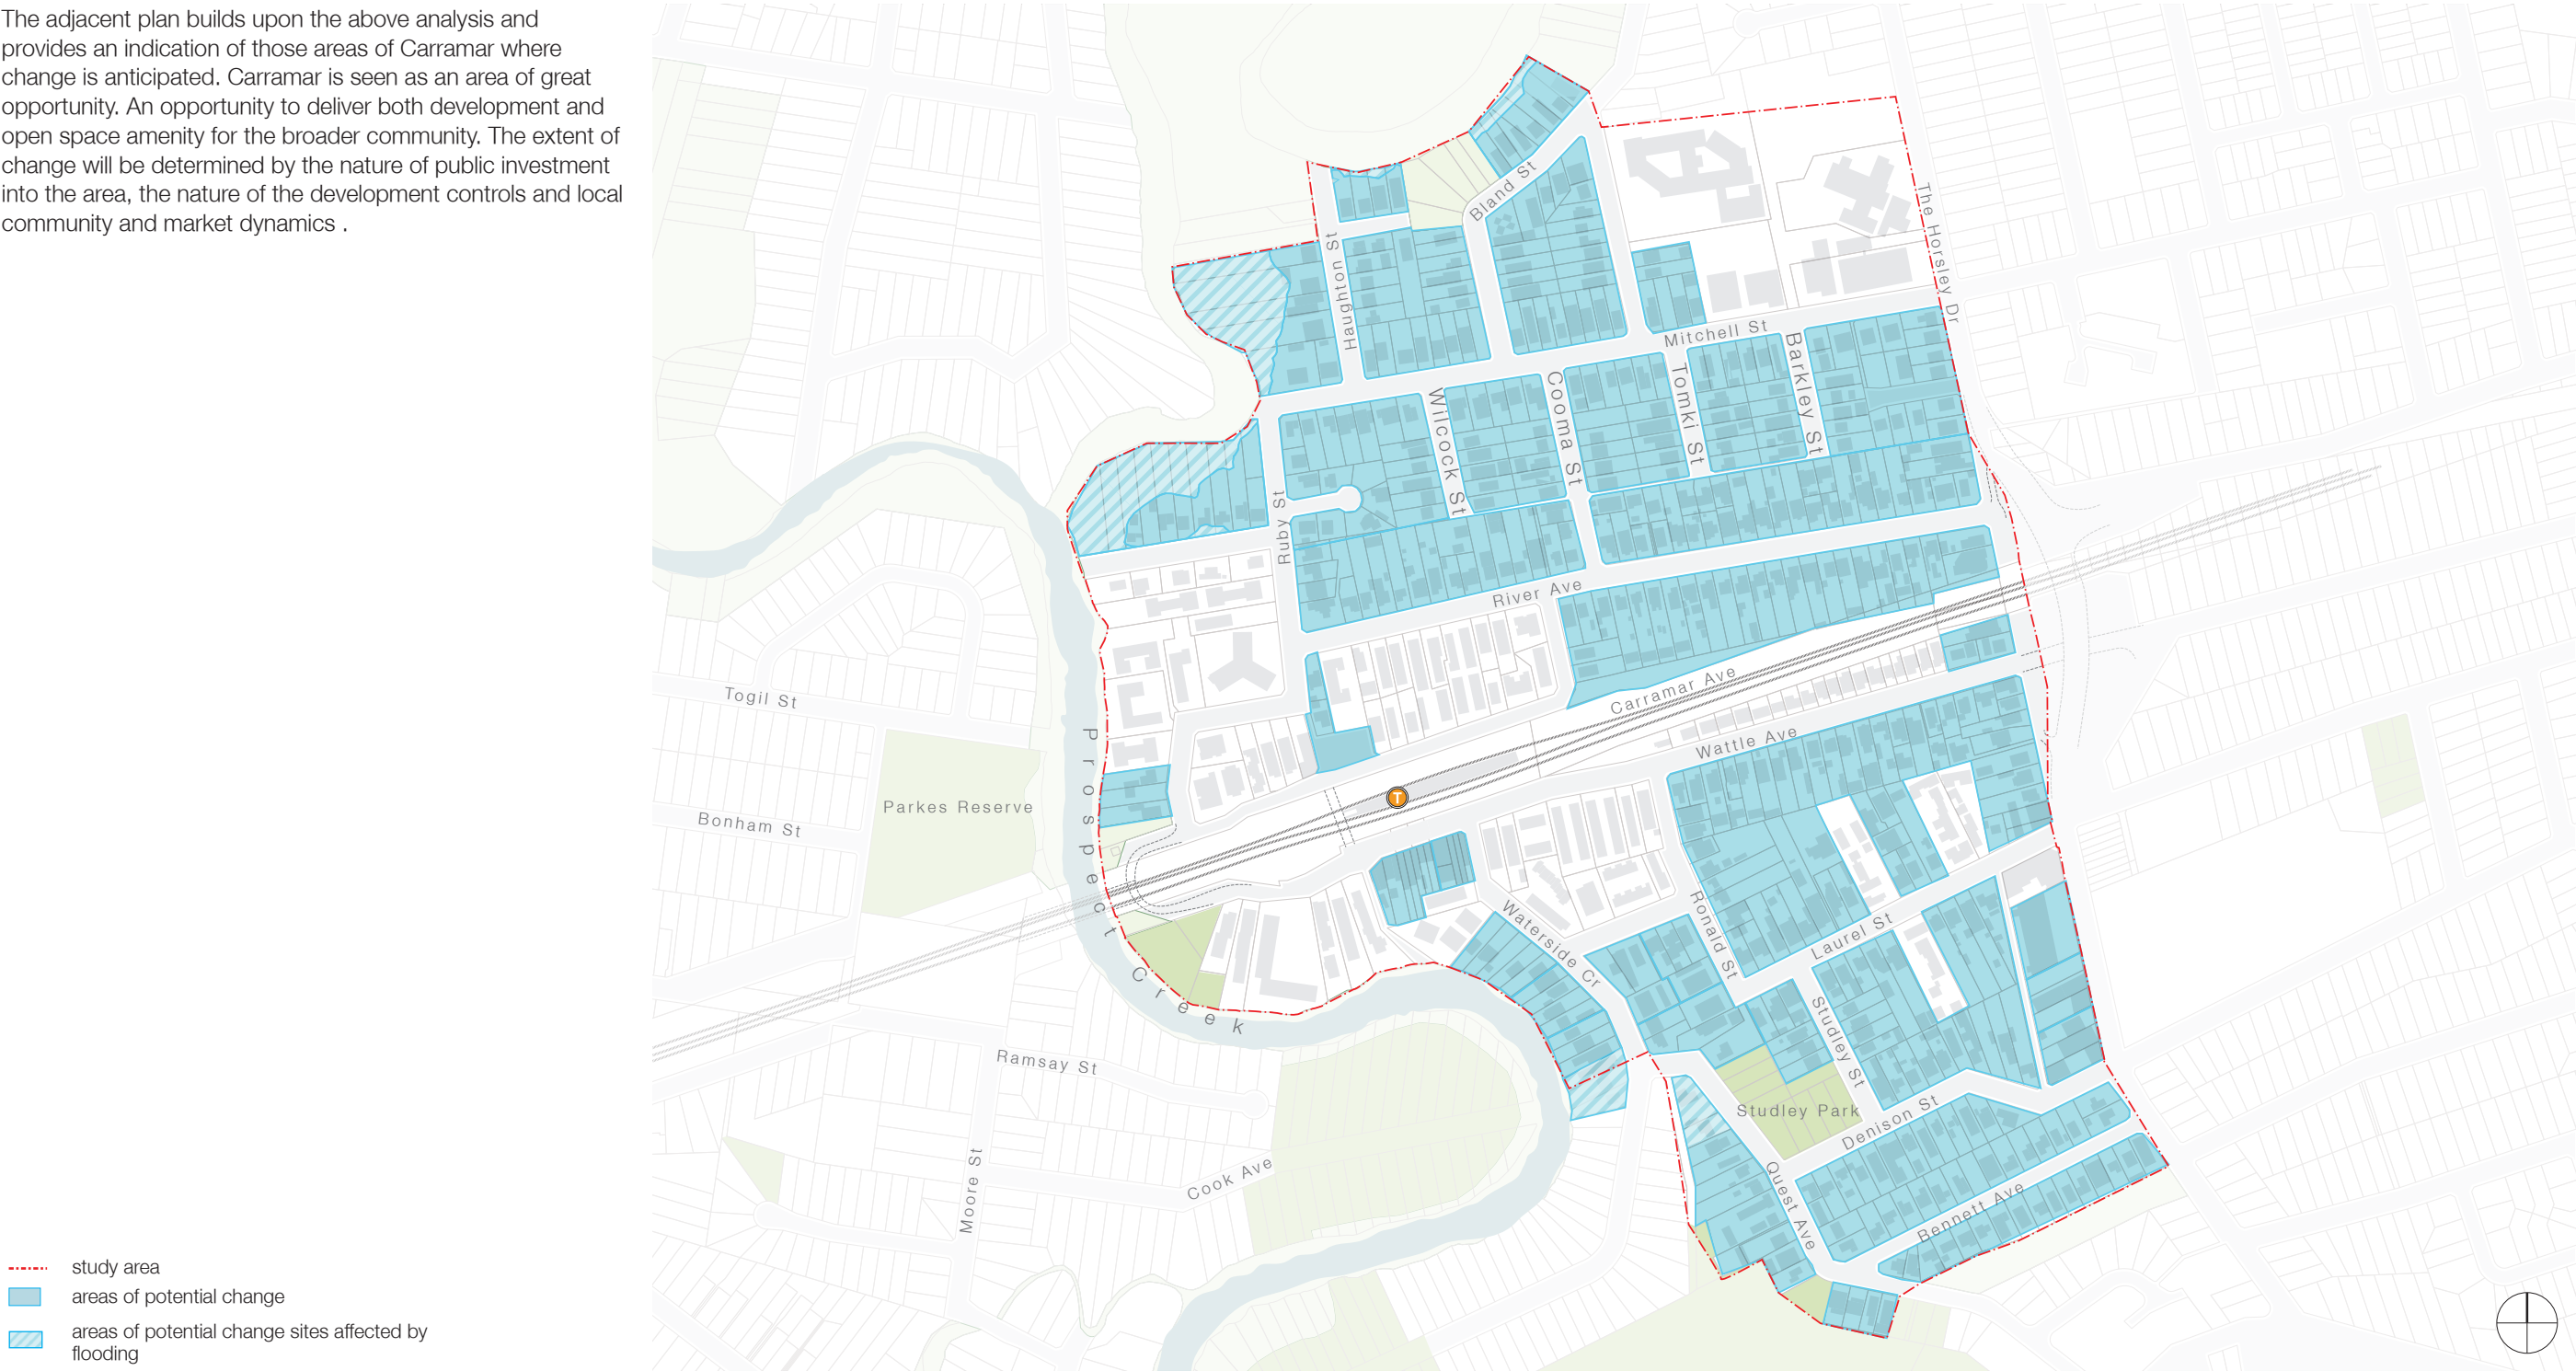 The adjacent plan builds upon the above analysis and
provides an indication of those areas of Carramar where
change is anticipated. Carramar is seen as an area of great
opportunity. An opportunity to deliver both development and
open space amenity for the broader community. The extent of
change will be determined by the nature of public investment
into the area, the nature of the development controls and local
community and market dynamics .
Bland St
The Horsley Dr
Haughton St
Mitchell St
Barkley St
Tomki St
Cooma St
Wilcock St
Ruby St
River Ave
Carramar Ave
Togil St
Wattle Ave
Prospect Creek
Parkes Reserve
T
Bonham St
Ronald St
Waterside Cr
Laurel St
Studley St
Ramsay St
Studley Park
Denison St
Cook Ave
Moore St
Quest Ave
Bennett Ave
study area
areas of potential change
areas of potential change sites affected by
flooding